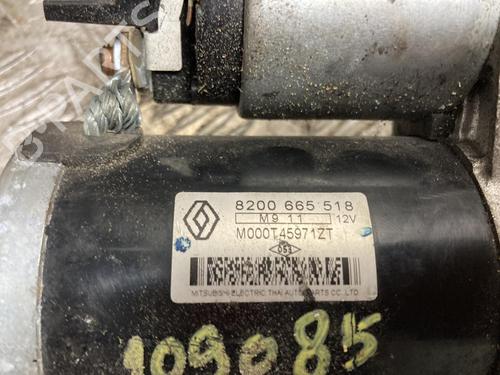 8200 665 518
M9 11 12V
M000T45971ZT
051
MITSUBISHI ELECTRIC THAI AUTO PARTS CO., LTD.
109085